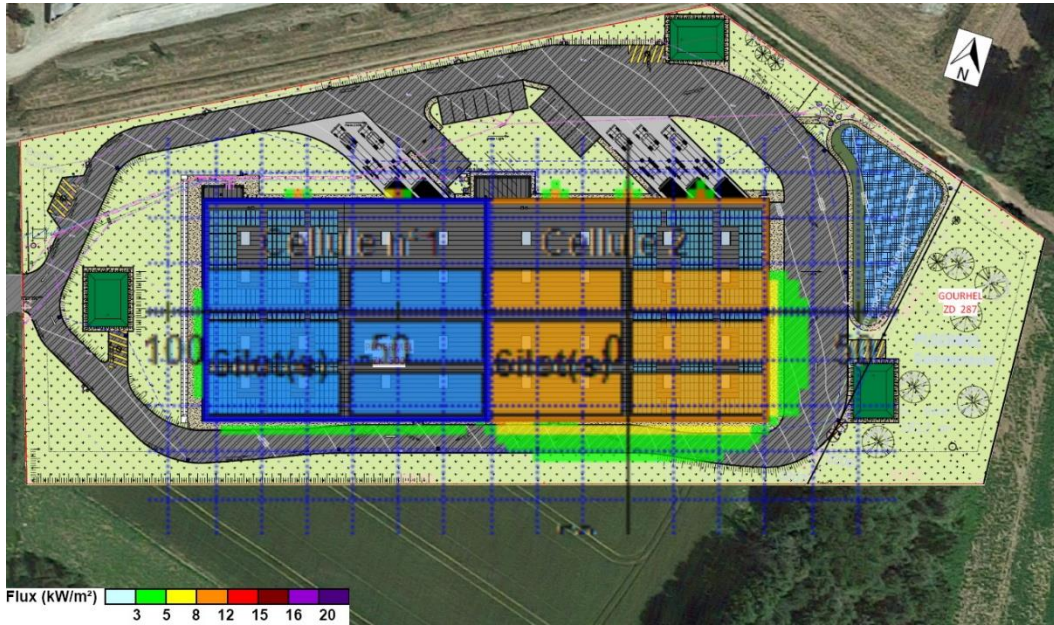 N
Cellule n°1 Cellule 2
GOURHEL
ZD 287
100 50 0 50
6ilot(s) 6ilot(s)
Flux (kW/m²)
3 5 8 12 15 16 20